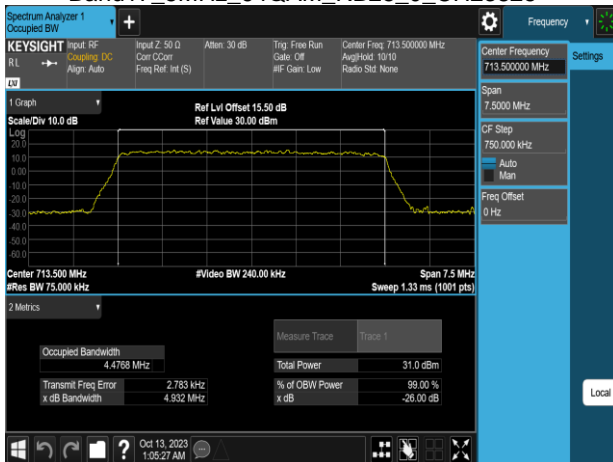 Spectrum Analyzer 1
Occupied BW
Frequency
KEYSIGHT
R L
LXI
Input: RF
Coupling: DC
Align: Auto
Input Z: 50 Ω
Corr CCorr
Freq Ref: Int (S)
Atten: 30 dB
Trig: Free Run
Gate: Off
#IF Gain: Low
Center Freq: 713.500000 MHz
Avg|Hold: 10/10
Radio Std: None
Center Frequency
713.500000 MHz
Settings
Span
7.5000 MHz
CF Step
750.000 kHz
Auto
Man
Freq Offset
0 Hz
1 Graph
Scale/Div 10.0 dB
Ref Lvl Offset 15.50 dB
Ref Value 30.00 dBm
Log
20.0
10.0
0.00
-10.0
-20.0
-30.0
-40.0
-50.0
-60.0
Center 713.500 MHz
#Res BW 75.000 kHz
#Video BW 240.00 kHz
Span 7.5 MHz
Sweep 1.33 ms (1001 pts)
2 Metrics
Measure Trace
Trace 1
Occupied Bandwidth
4.4768 MHz
Total Power
31.0 dBm
Transmit Freq Error
2.783 kHz
% of OBW Power
99.00 %
x dB Bandwidth
4.932 MHz
x dB
-26.00 dB
Local
Oct 13, 2023
1:05:27 AM